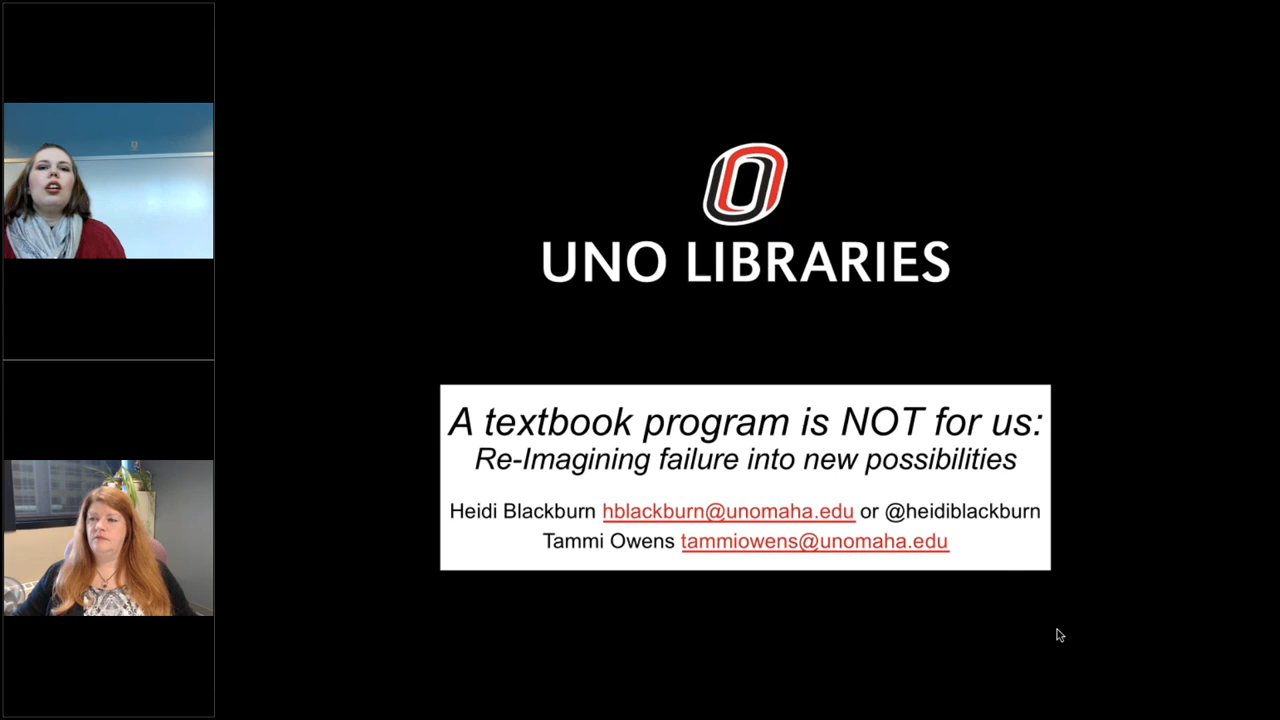 UNO LIBRARIES
A textbook program is NOT for us:
Re-Imagining failure into new possibilities
Heidi Blackburn hblackburn@unomaha.edu or @heidiblackburn
Tammi Owens tammiowens@unomaha.edu